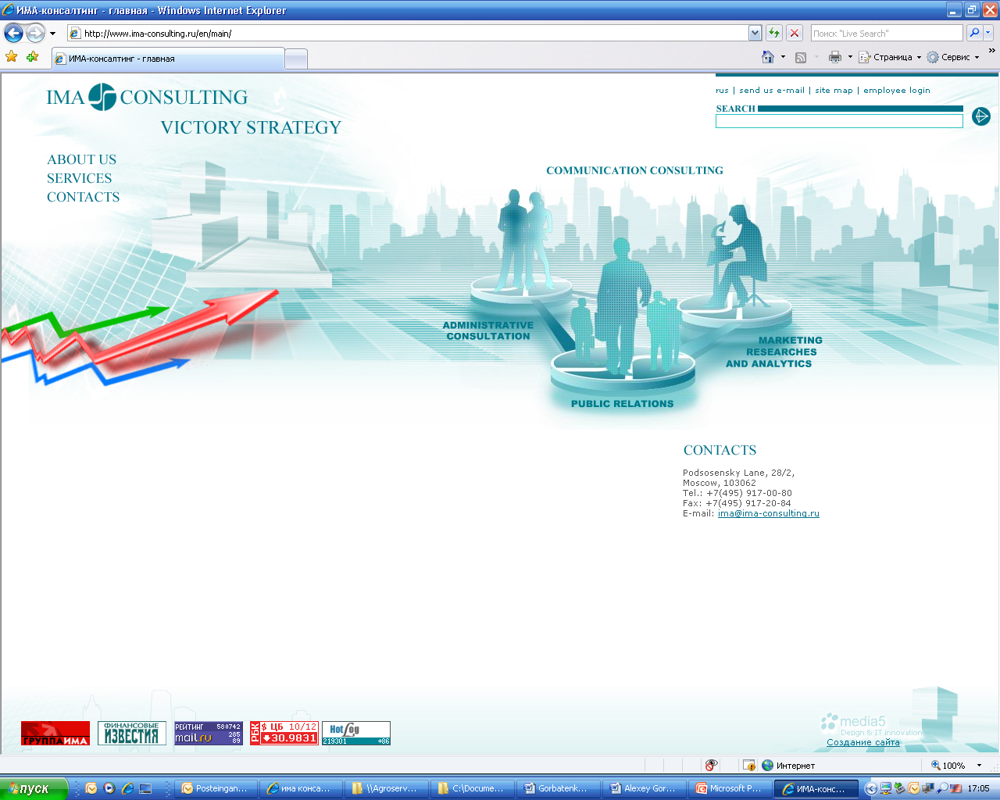 ИМА-консалтинг - главная - Windows Internet Explorer
http://www.ima-consulting.ru/en/main/
Поиск "Live Search"
ИМА-консалтинг - главная
Страница
Сервис
IMA CONSULTING
VICTORY STRATEGY
rus | send us e-mail | site map | employee login
SEARCH
ABOUT US
SERVICES
CONTACTS
COMMUNICATION CONSULTING
ADMINISTRATIVE
CONSULTATION
MARKETING
RESEARCHES
AND ANALYTICS
PUBLIC RELATIONS
CONTACTS
Podsosensky Lane, 28/2,
Moscow, 103062
Tel.: +7(495) 917-00-80
Fax: +7(495) 917-20-84
E-mail: ima@ima-consulting.ru
ГРУППА ИМА
ФИНАНСОВЫЕ
ИЗВЕСТИЯ
РЕЙТИНГ 580742
mail.ru 285
89
РБК
$ ЦБ 10/12
30.9831
HotLog
219301 +86
media5
Design & IT innovation
Создание сайта
Интернет
100%
пуск
Posteingan...
има конса...
\\Agroserv...
C:\Docume...
Gorbatenk...
Alexey Gor...
Microsoft P...
ИМА-конс...
17:05